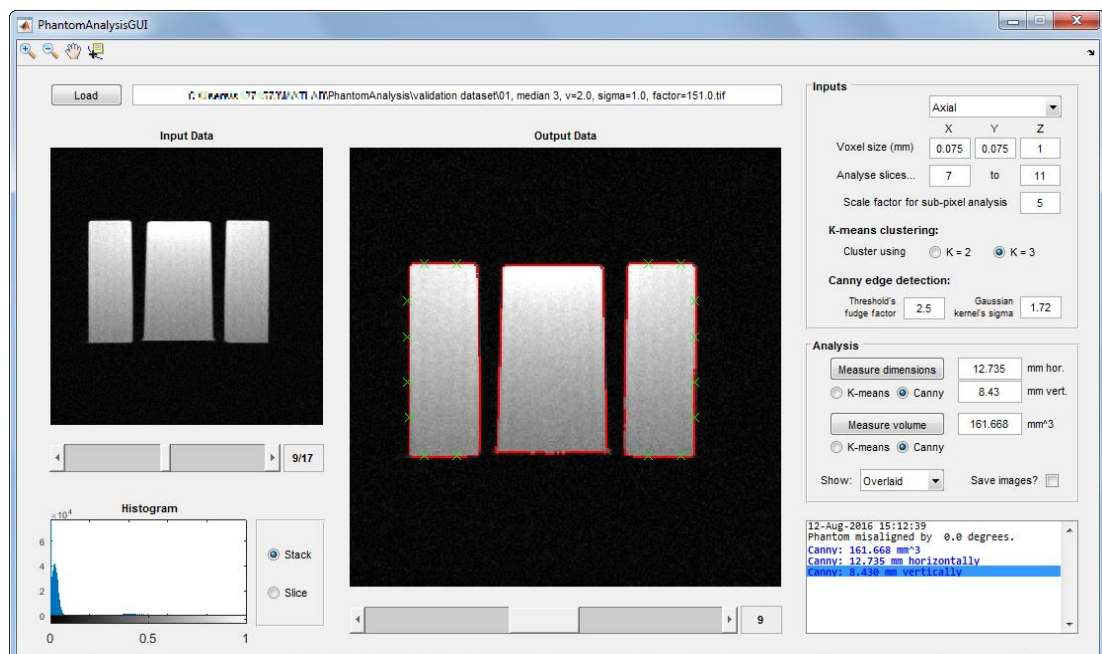 PhantomAnalysisGUI
Load
PhantomAnalysis\validation dataset\01, median 3, v=2.0, sigma=1.0, factor=151.0.tif
Input Data
Output Data
9/17
Histogram
×10^4
6
4
2
0
0 0.5 1
Stack
Slice
9
Inputs
Axial
X Y Z
Voxel size (mm) 0.075 0.075 1
Analyse slices... 7 to 11
Scale factor for sub-pixel analysis 5
K-means clustering:
Cluster using K = 2 K = 3
Canny edge detection:
Threshold's fudge factor 2.5 Gaussian kernel's sigma 1.72
Analysis
Measure dimensions 12.735 mm hor.
K-means Canny 8.43 mm vert.
Measure volume 161.668 mm^3
K-means Canny
Show: Overlaid Save images?
12-Aug-2016 15:12:39
Phantom misaligned by 0.0 degrees.
Canny: 161.668 mm^3
Canny: 12.735 mm horizontally
Canny: 8.430 mm vertically